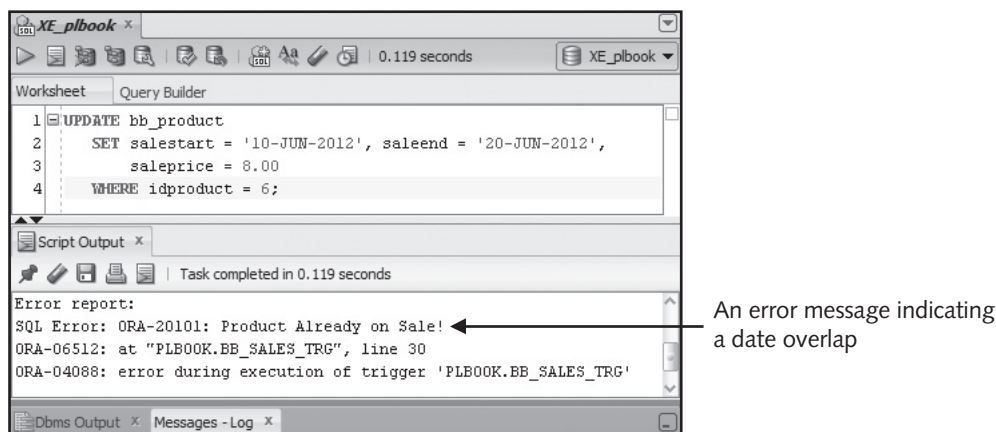 XE_plbook
0.119 seconds
XE_plbook
Worksheet Query Builder
1 UPDATE bb_product
2 SET salestart = '10-JUN-2012', saleend = '20-JUN-2012',
3 saleprice = 8.00
4 WHERE idproduct = 6;
Script Output
Task completed in 0.119 seconds
Error report:
SQL Error: ORA-20101: Product Already on Sale!
ORA-06512: at "PLBOOK.BB_SALES_TRG", line 30
ORA-04088: error during execution of trigger 'PLBOOK.BB_SALES_TRG'
An error message indicating
a date overlap
Dbms Output Messages - Log